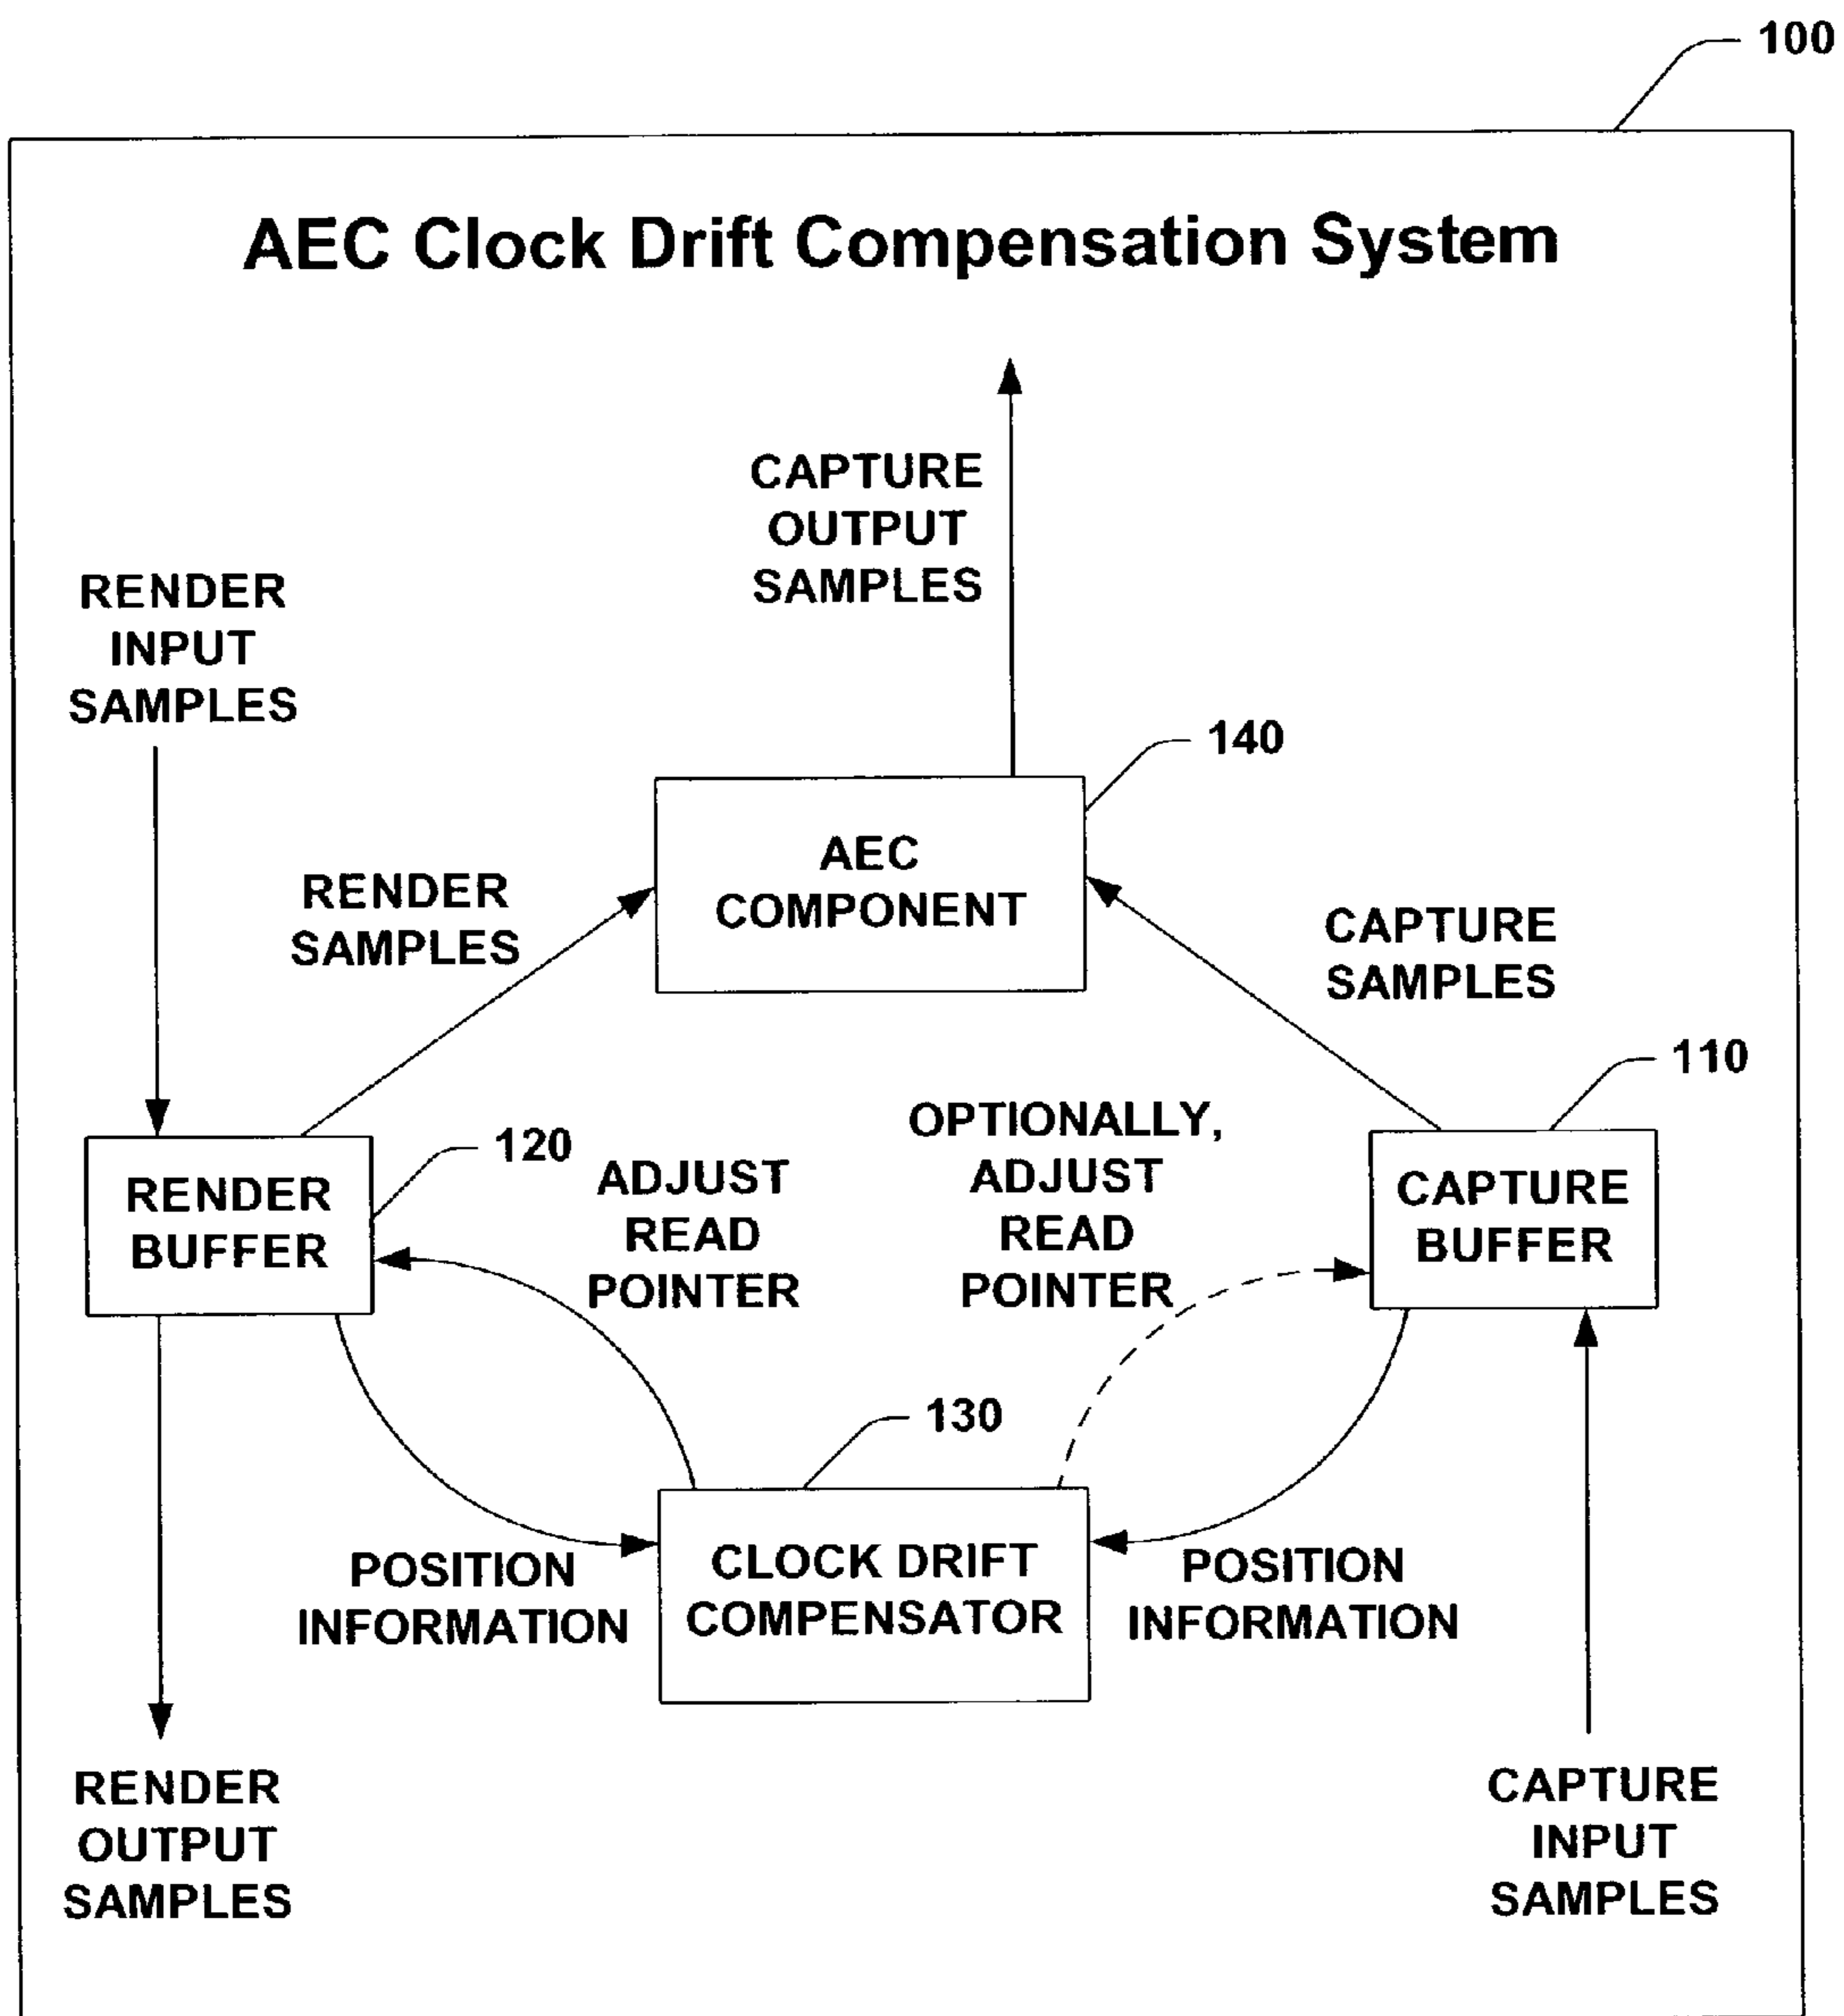 100
AEC Clock Drift Compensation System
CAPTURE
OUTPUT
SAMPLES
RENDER
INPUT
SAMPLES
140
AEC
COMPONENT
RENDER
SAMPLES
CAPTURE
SAMPLES
110
120
RENDER
BUFFER
ADJUST
READ
POINTER
OPTIONALLY,
ADJUST
READ
POINTER
CAPTURE
BUFFER
130
CLOCK DRIFT
COMPENSATOR
POSITION
INFORMATION
POSITION
INFORMATION
RENDER
OUTPUT
SAMPLES
CAPTURE
INPUT
SAMPLES